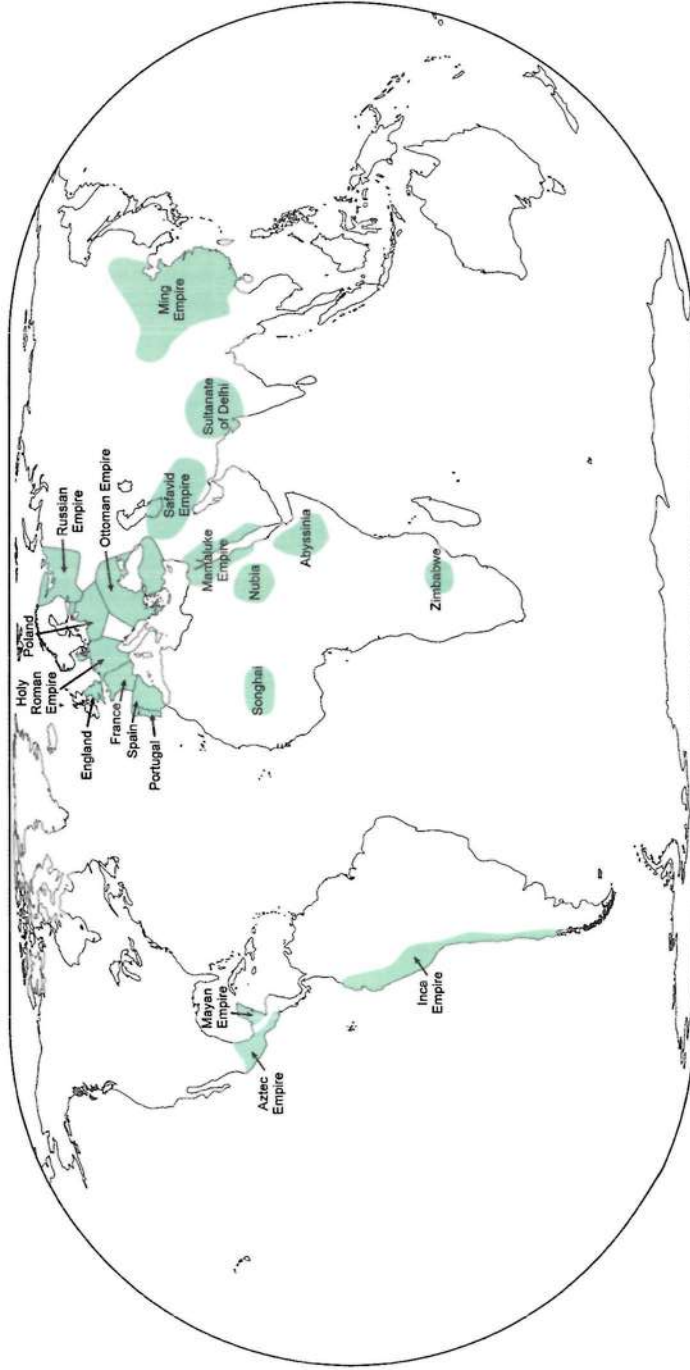 Holy
Roman
Empire
Poland
Russian
Empire
Ottoman Empire
England
France
Spain
Portugal
Safavid
Empire
Ming
Empire
Sultanate
of Delhi
Mamaluke
Empire
Nubia
Abyssinia
Songhai
Zimbabwe
Mayan
Empire
Aztec
Empire
Inca
Empire